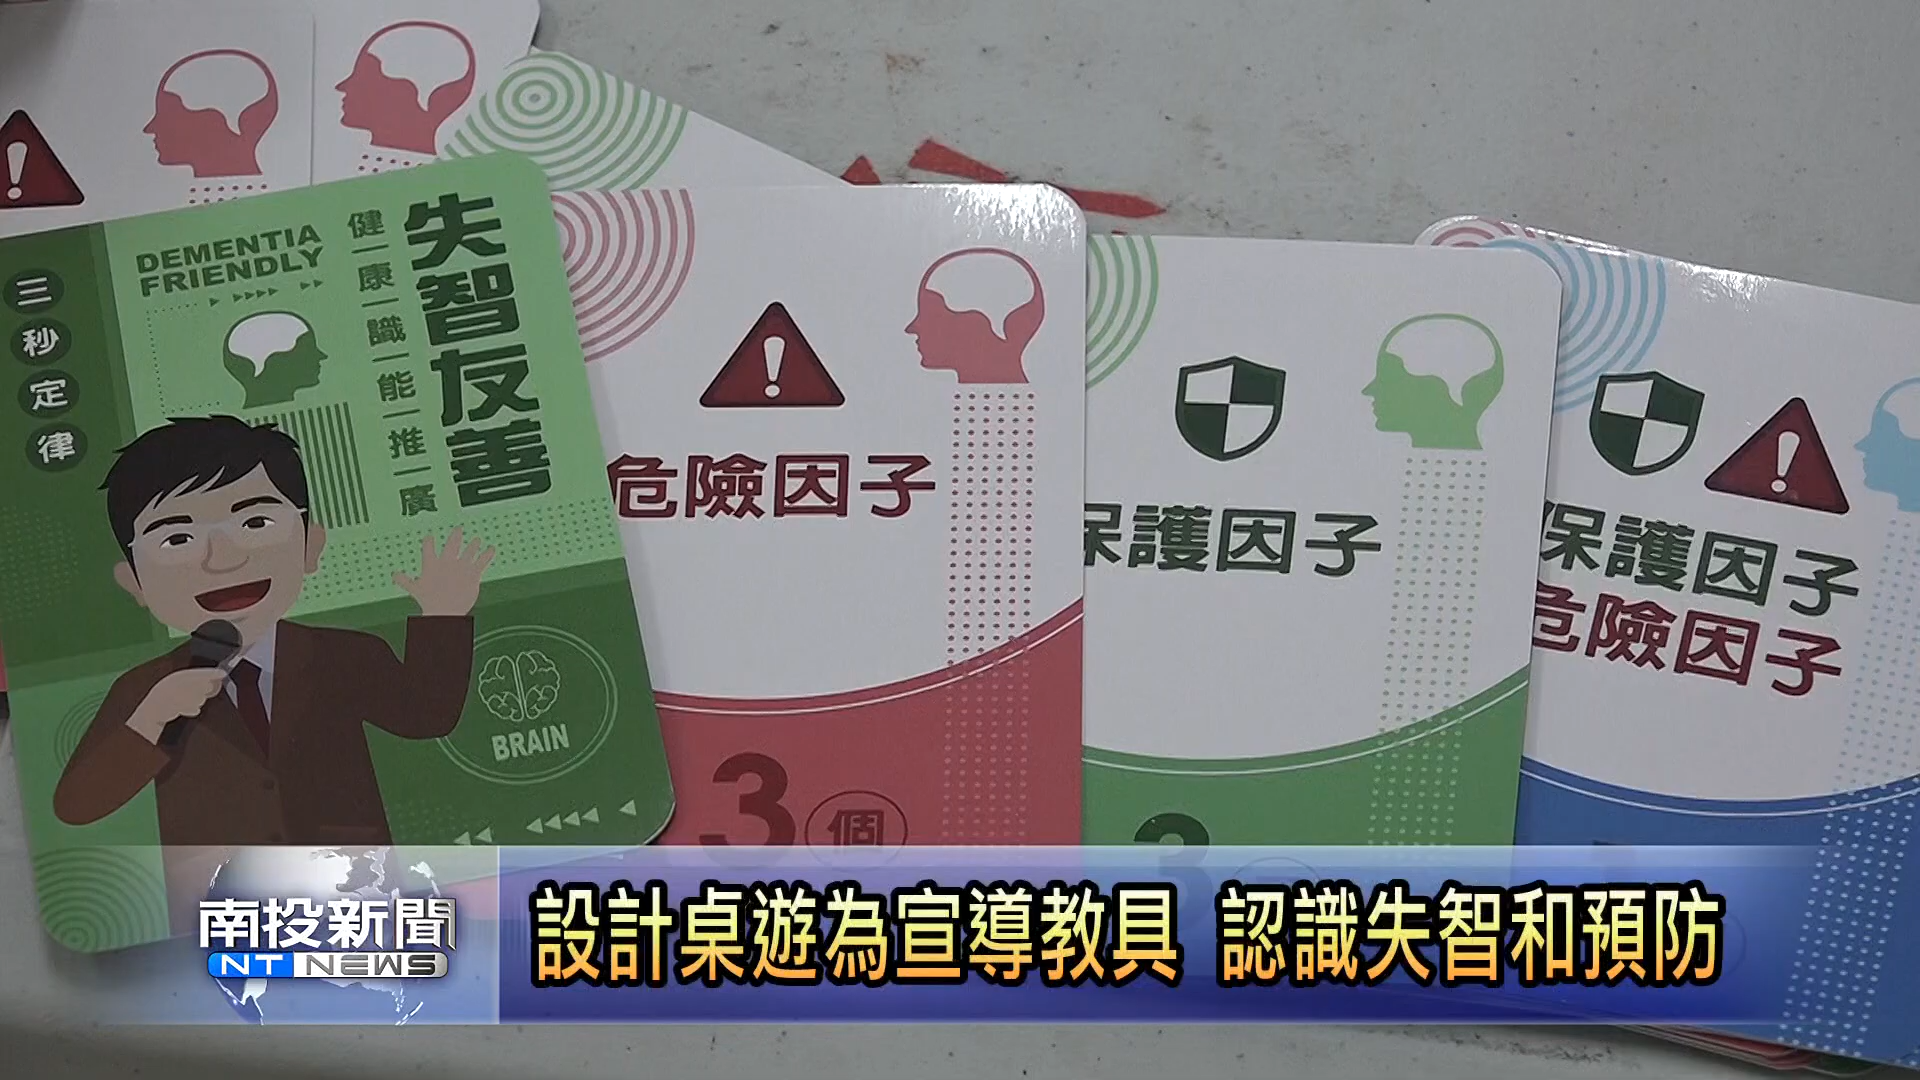 三秒定律
DEMENTIA
FRIENDLY
健康識能推廣
失智友善
BRAIN
危險因子
3個
保護因子
3
保護因子
危險因子
南投新聞
NT NEWS
設計桌遊為宣導教具 認識失智和預防